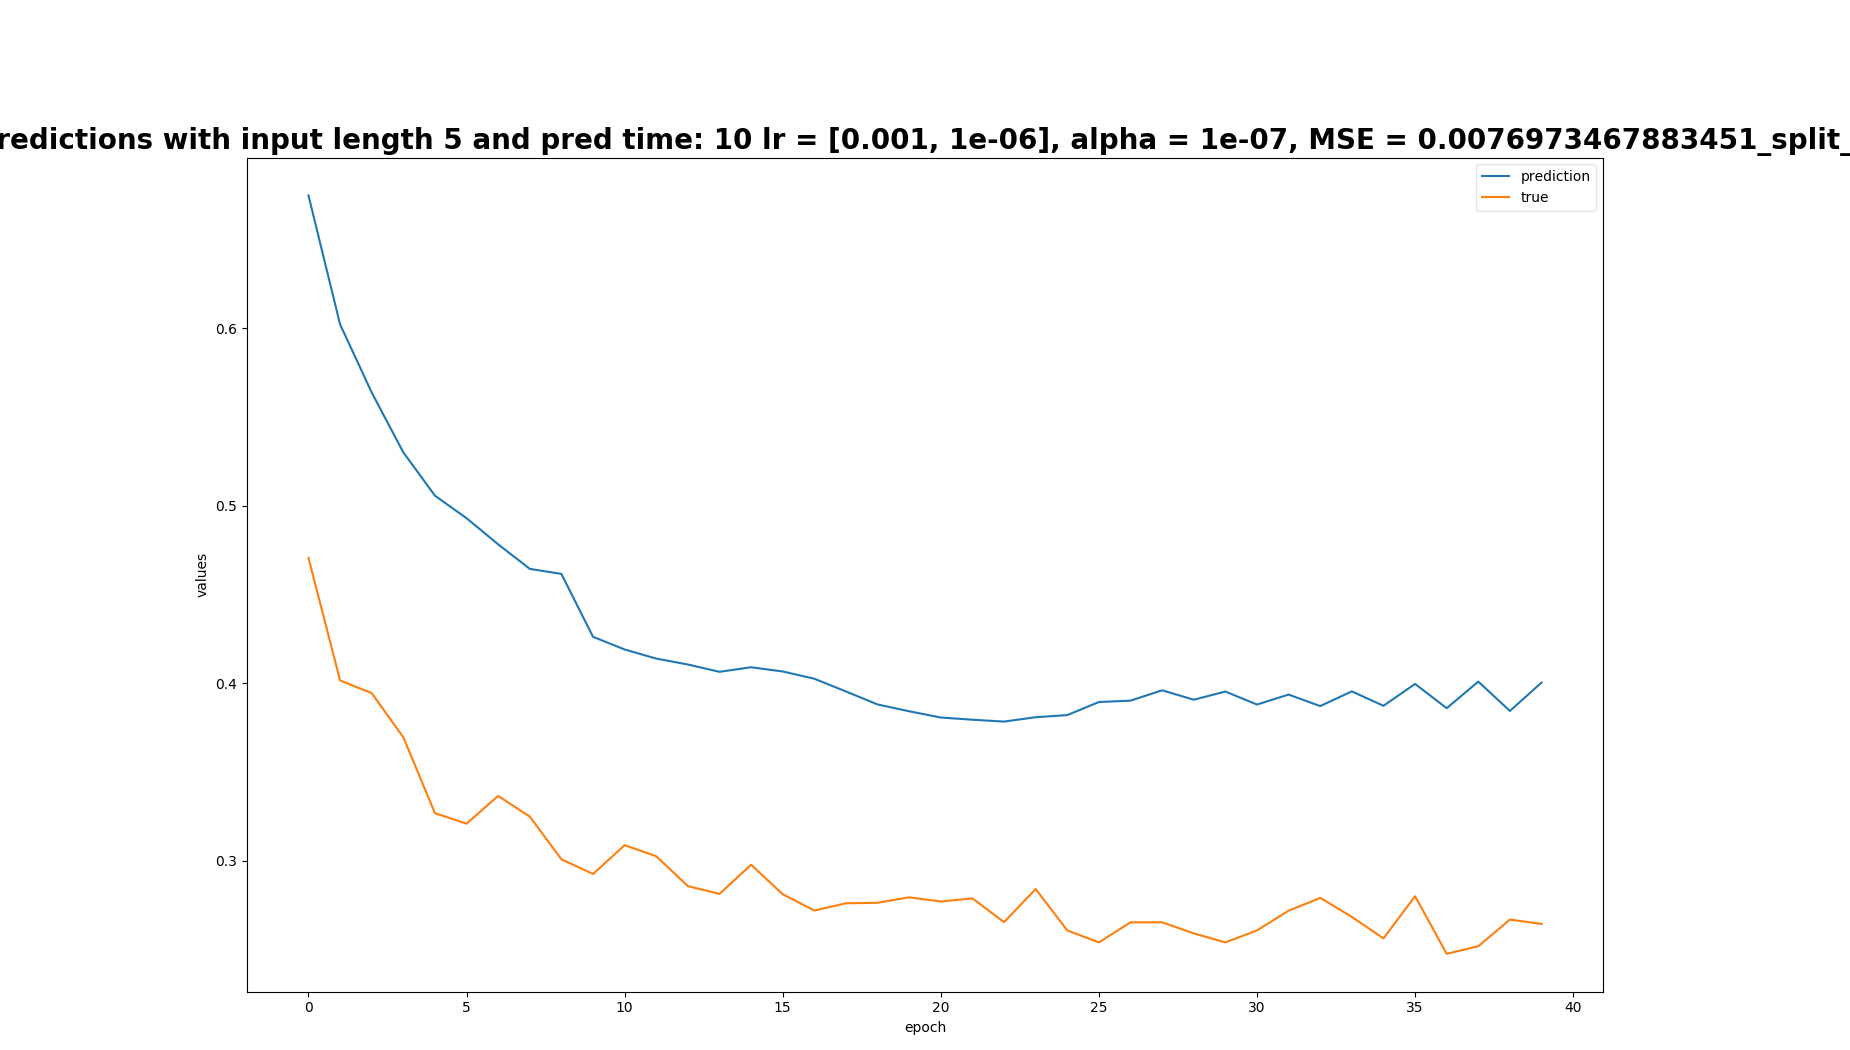 redictions with input length 5 and pred time: 10 lr = [0.001, 1e-06], alpha = 1e-07, MSE = 0.0076973467883451_split_
prediction
true
0.6
0.5
0.4
0.3
values
0 5 10 15 20 25 30 35 40
epoch